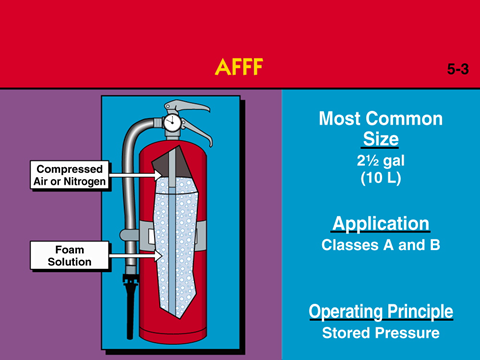 AFFF
5-3
Compressed
Air or Nitrogen
Foam
Solution
Most Common
Size
2½ gal
(10 L)
Application
Classes A and B
Operating Principle
Stored Pressure